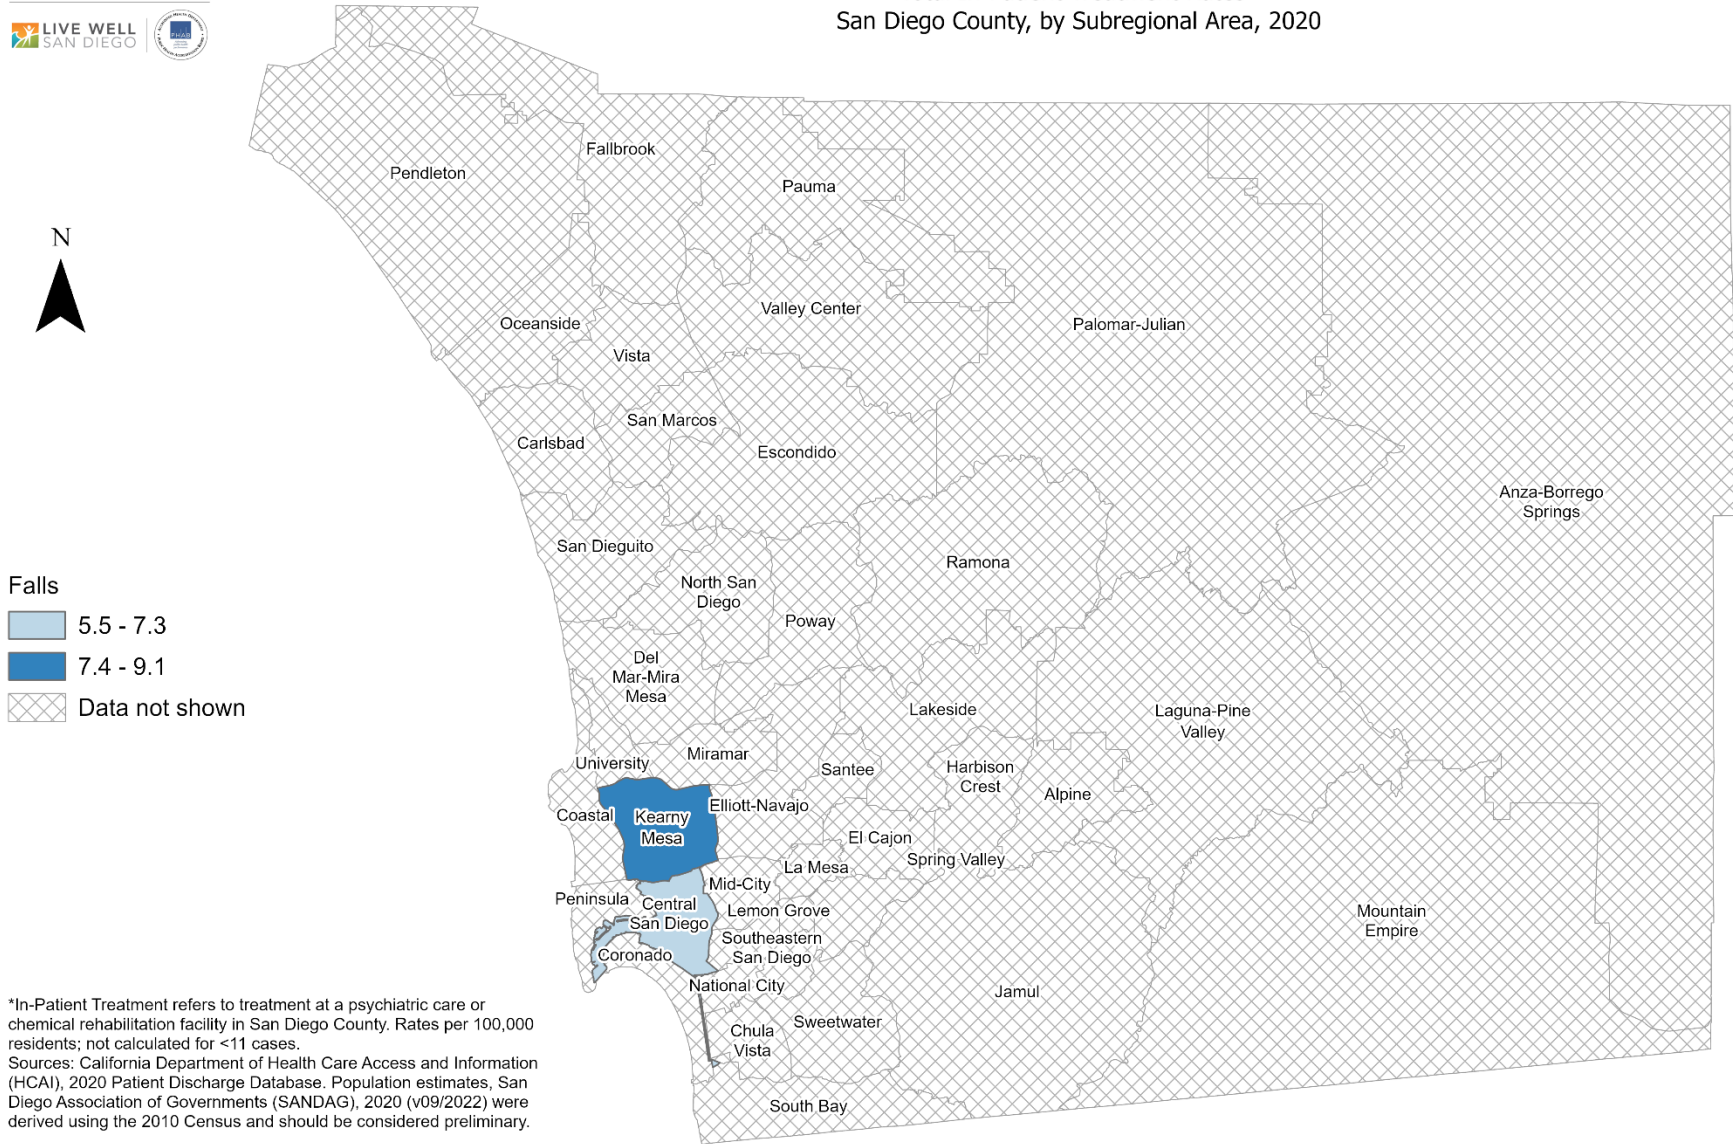 LIVE WELL
SAN DIEGO
PHAB
San Diego County, by Subregional Area, 2020
N
Fallbrook
Pendleton
Pauma
Valley Center
Oceanside
Palomar-Julian
Vista
San Marcos
Carlsbad
Escondido
Anza-Borrego
Springs
San Dieguito
Ramona
North San
Diego
Poway
Del
Mar-Mira
Mesa
Lakeside
Laguna-Pine
Valley
Miramar
University
Santee
Harbison
Crest
Alpine
Elliott-Navajo
Coastal
Kearny
Mesa
El Cajon
Spring Valley
La Mesa
Mid-City
Peninsula
Central
San Diego
Lemon Grove
Mountain
Empire
Southeastern
San Diego
Coronado
National City
Jamul
Sweetwater
Chula
Vista
South Bay
Falls
5.5 - 7.3
7.4 - 9.1
Data not shown
*In-Patient Treatment refers to treatment at a psychiatric care or
chemical rehabilitation facility in San Diego County. Rates per 100,000
residents; not calculated for <11 cases.
Sources: California Department of Health Care Access and Information
(HCAI), 2020 Patient Discharge Database. Population estimates, San
Diego Association of Governments (SANDAG), 2020 (v09/2022) were
derived using the 2010 Census and should be considered preliminary.